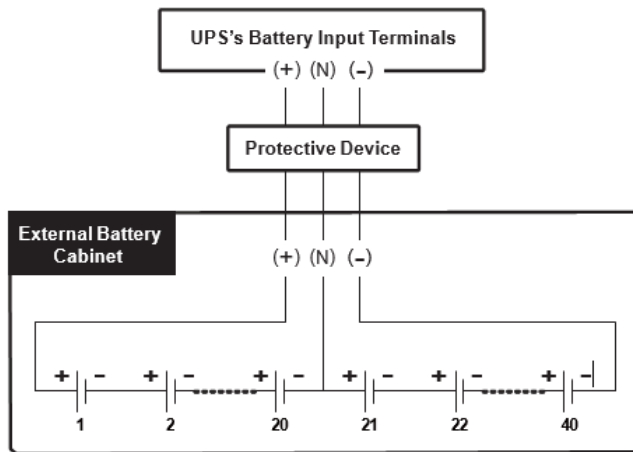 UPS's Battery Input Terminals
(+) (N) (-)
Protective Device
External Battery
Cabinet
(+) (N) (-)
+ - + - + - + - + - + -
1 2 20 21 22 40